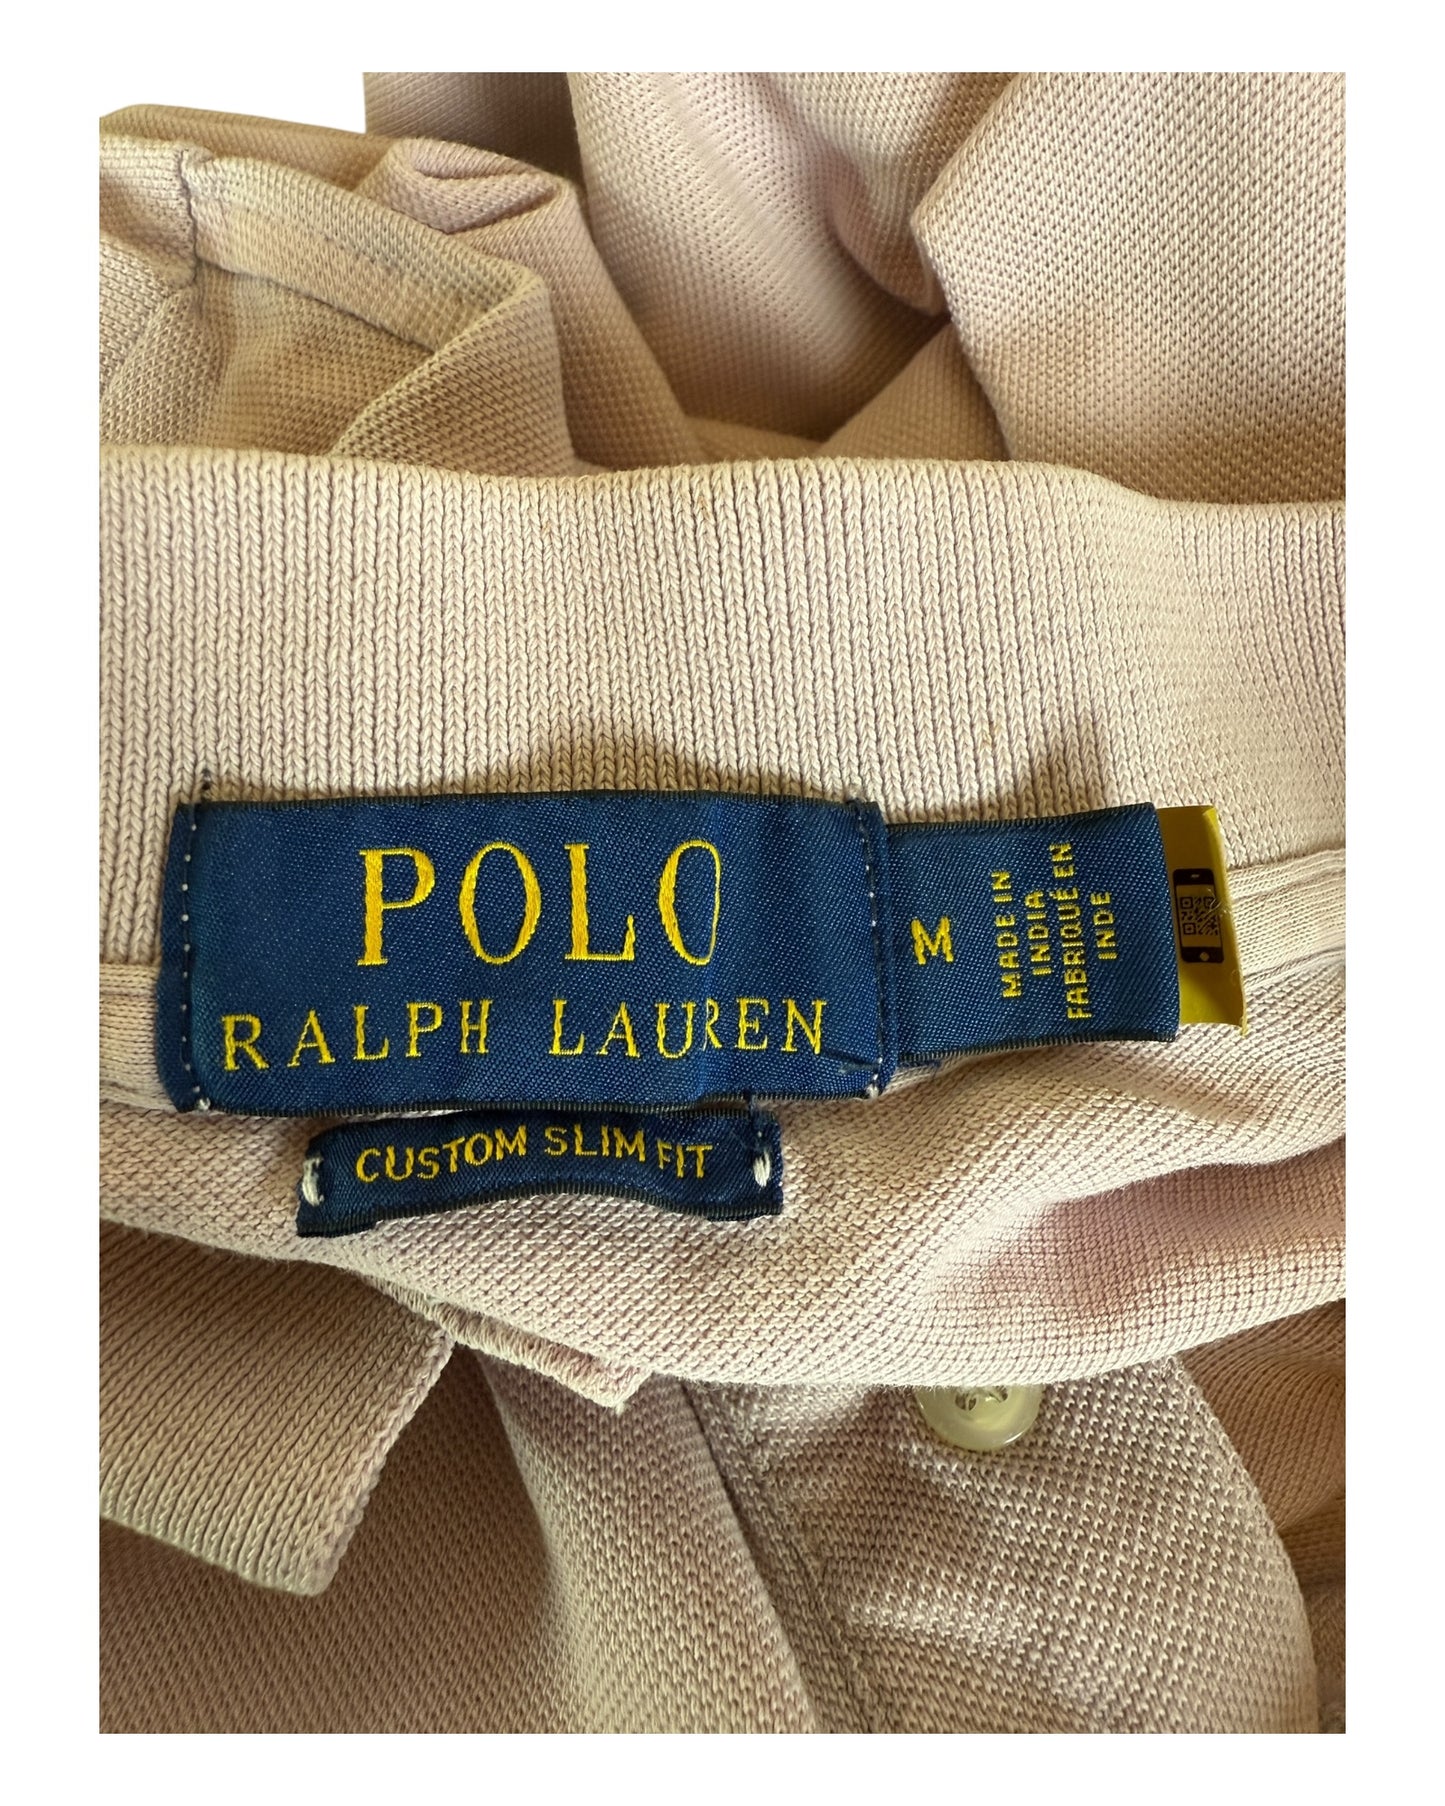 POLO
RALPH LAUREN
CUSTOM SLIM FIT
M
MADE IN
INDIA
FABRIQUÉ EN
INDE